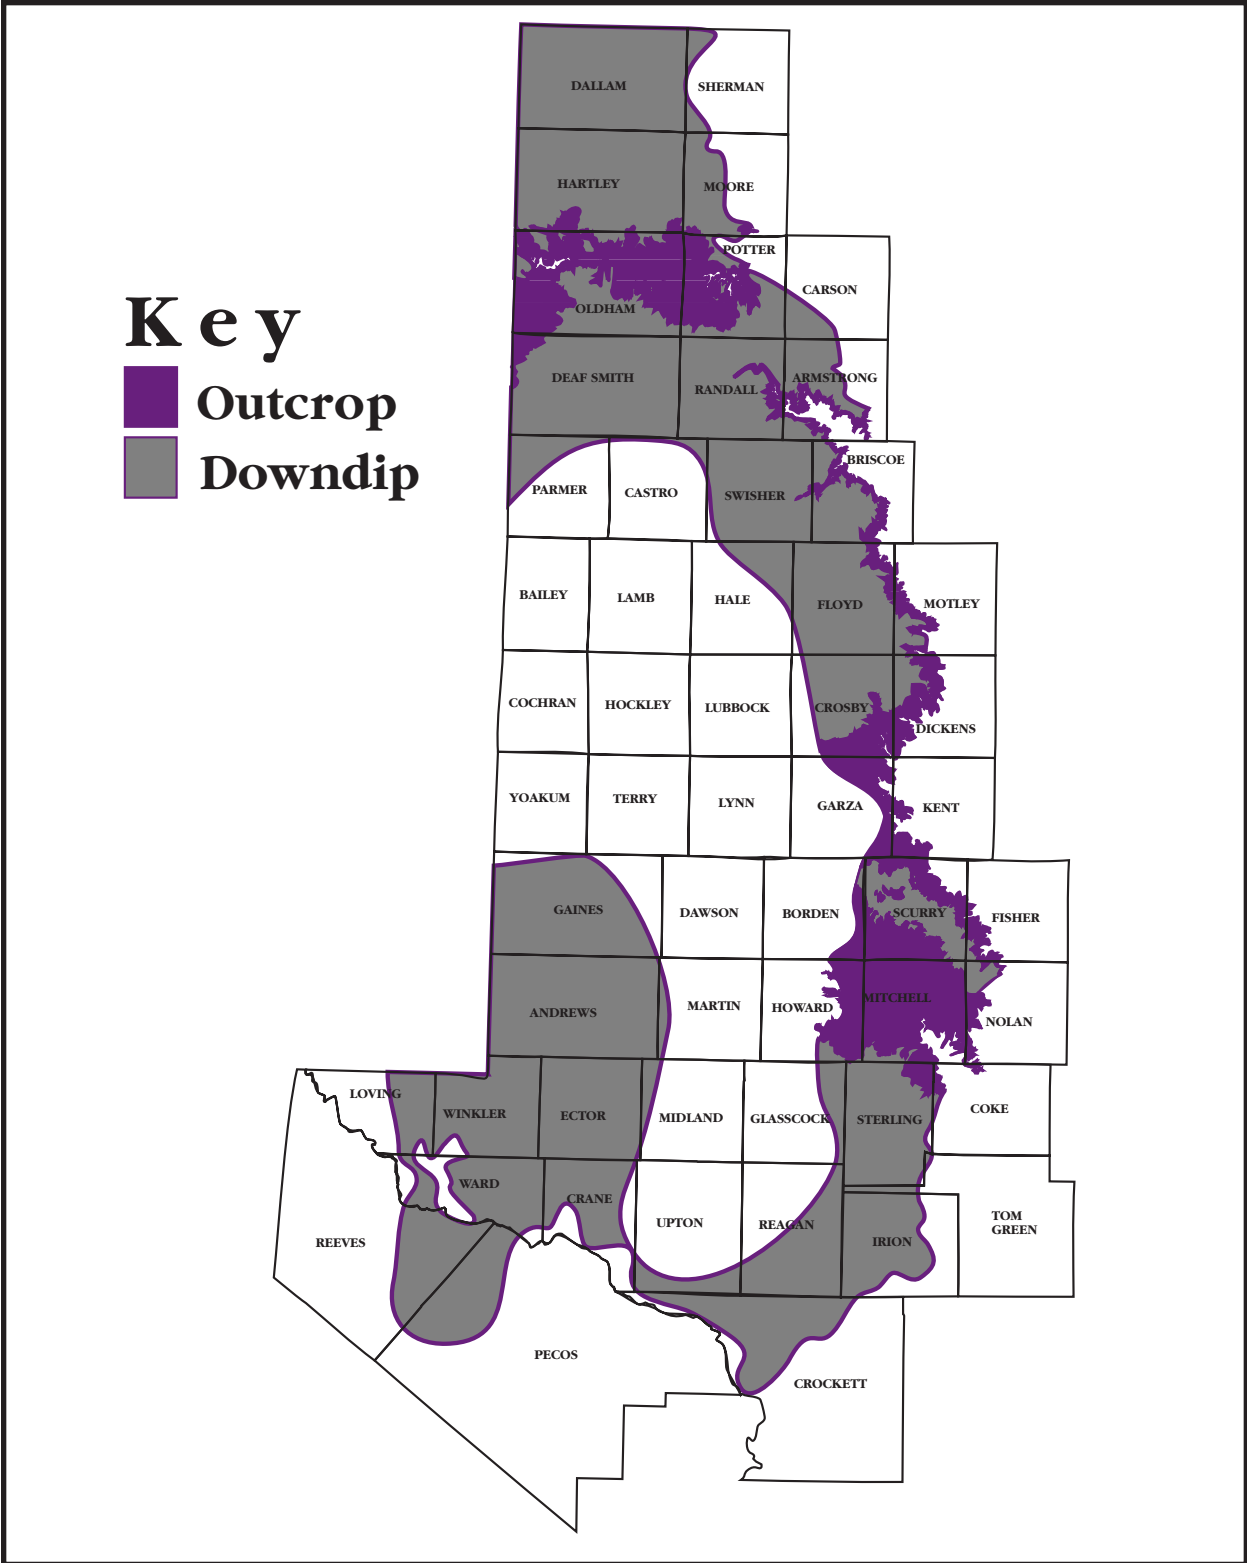 DALLAM
SHERMAN
HARTLEY
MOORE
POTTER
CARSON
OLDHAM
Key
Outcrop
Downdip
DEAF SMITH
RANDALL
ARMSTRONG
BRISCOE
PARMER
CASTRO
SWISHER
BAILEY
LAMB
HALE
FLOYD
MOTLEY
COCHRAN
HOCKLEY
LUBBOCK
CROSBY
DICKENS
YOAKUM
TERRY
LYNN
GARZA
KENT
GAINES
DAWSON
BORDEN
SCURRY
FISHER
ANDREWS
MARTIN
HOWARD
MITCHELL
NOLAN
LOVING
WINKLER
ECTOR
MIDLAND
GLASSCOCK
STERLING
COKE
WARD
CRANE
UPTON
REAGAN
IRION
TOM
GREEN
REEVES
PECOS
CROCKETT